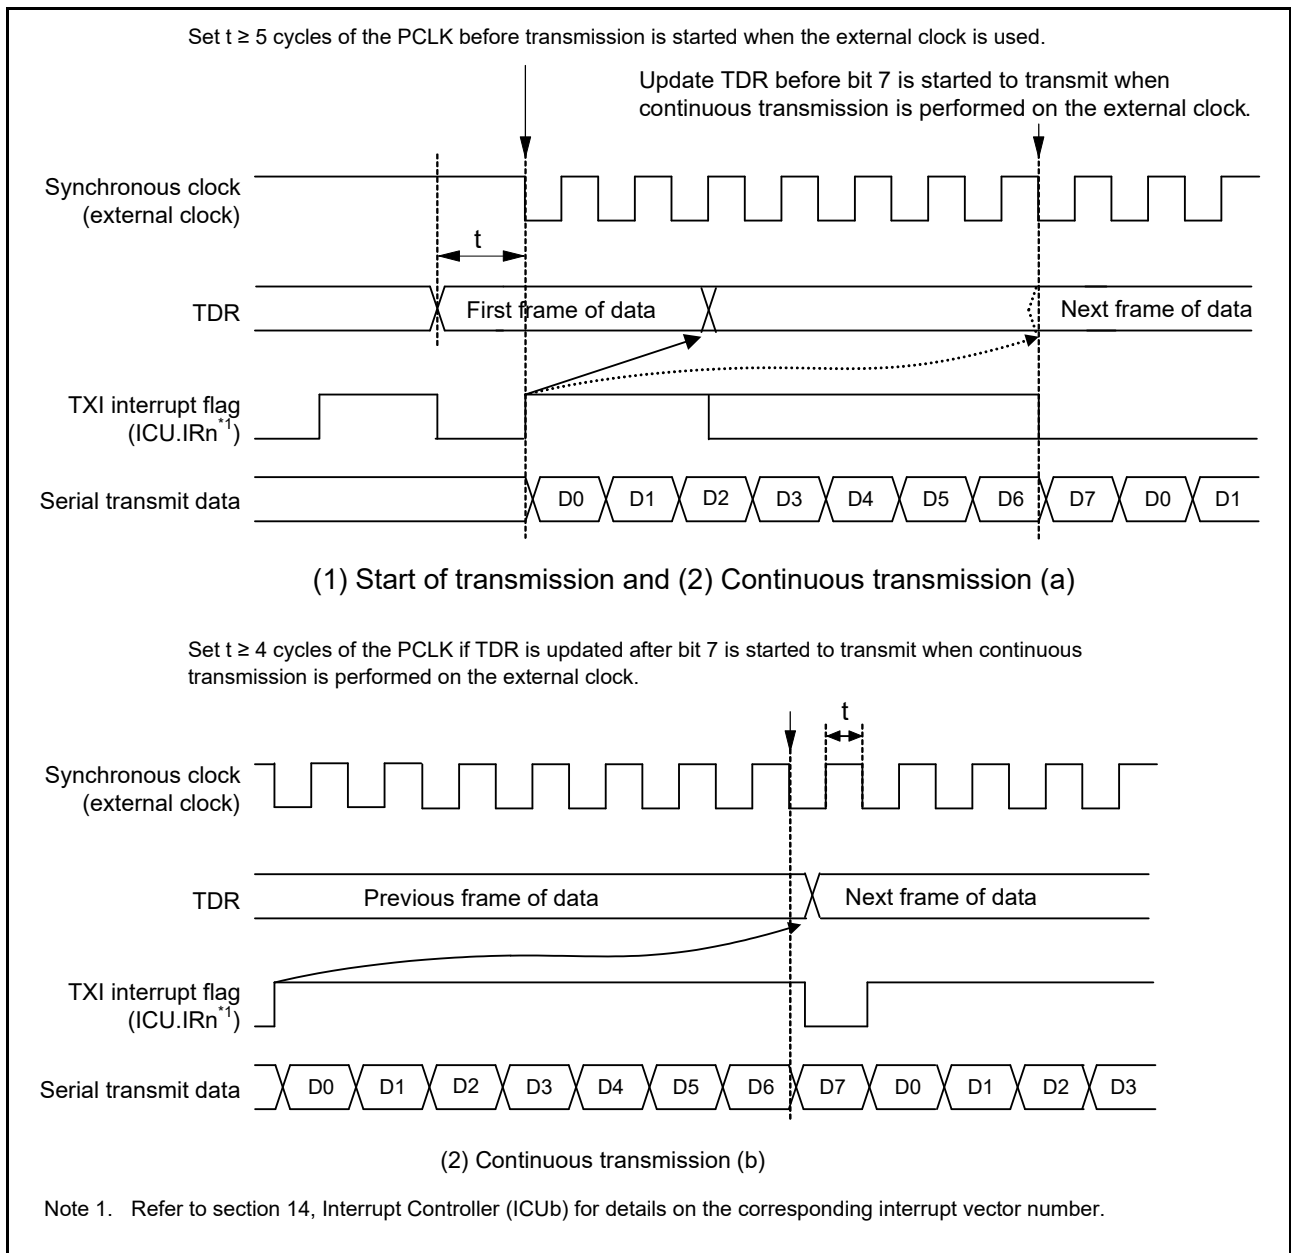 Set t ≥ 5 cycles of the PCLK before transmission is started when the external clock is used.
Update TDR before bit 7 is started to transmit when
continuous transmission is performed on the external clock.
Synchronous clock
(external clock)
t
TDR
First frame of data
Next frame of data
TXI interrupt flag
(ICU.IRn*1)
Serial transmit data
D0 D1 D2 D3 D4 D5 D6 D7 D0 D1
(1) Start of transmission and (2) Continuous transmission (a)
Set t ≥ 4 cycles of the PCLK if TDR is updated after bit 7 is started to transmit when continuous
transmission is performed on the external clock.
t
Synchronous clock
(external clock)
TDR
Previous frame of data
Next frame of data
TXI interrupt flag
(ICU.IRn*1)
Serial transmit data
D0 D1 D2 D3 D4 D5 D6 D7 D0 D1 D2 D3
(2) Continuous transmission (b)
Note 1. Refer to section 14, Interrupt Controller (ICUb) for details on the corresponding interrupt vector number.